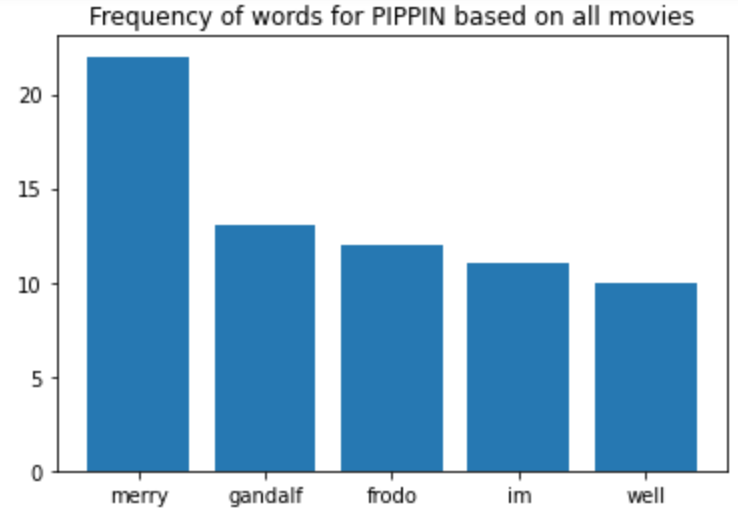 Frequency of words for PIPPIN based on all movies
20
15
10
5
0
merry gandalf frodo im well